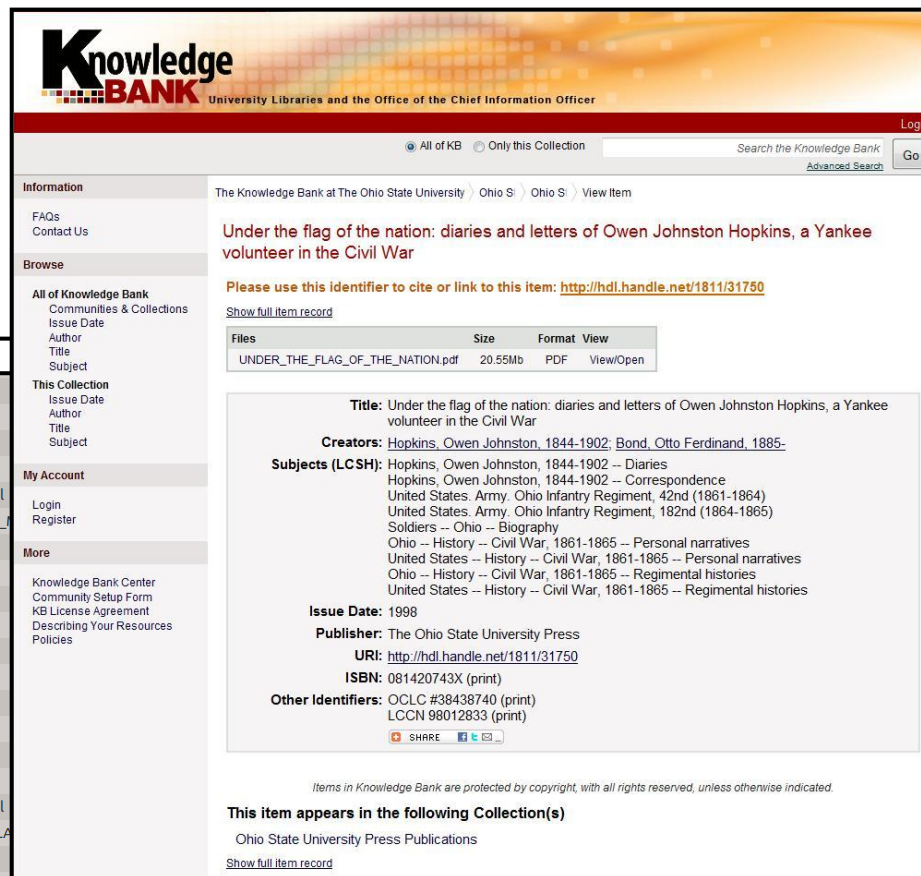 Knowledge
BANK
University Libraries and the Office of the Chief Information Officer
Log
All of KB Only this Collection Search the Knowledge Bank Go
Advanced Search
Information
FAQs
Contact Us
Browse
All of Knowledge Bank
Communities & Collections
Issue Date
Author
Title
Subject
This Collection
Issue Date
Author
Title
Subject
My Account
Login
Register
More
Knowledge Bank Center
Community Setup Form
KB License Agreement
Describing Your Resources
Policies
The Knowledge Bank at The Ohio State University Ohio S Ohio S View Item
Under the flag of the nation: diaries and letters of Owen Johnston Hopkins, a Yankee
volunteer in the Civil War
Please use this identifier to cite or link to this item: http://hdl.handle.net/1811/31750
Show full item record
Files Size Format View
UNDER_THE_FLAG_OF_THE_NATION.pdf 20.55Mb PDF View/Open
Title: Under the flag of the nation: diaries and letters of Owen Johnston Hopkins, a Yankee
volunteer in the Civil War
Creators: Hopkins, Owen Johnston, 1844-1902; Bond, Otto Ferdinand, 1885-
Subjects (LCSH): Hopkins, Owen Johnston, 1844-1902 -- Diaries
Hopkins, Owen Johnston, 1844-1902 -- Correspondence
United States. Army. Ohio Infantry Regiment, 42nd (1861-1864)
United States. Army. Ohio Infantry Regiment, 182nd (1864-1865)
Soldiers -- Ohio -- Biography
Ohio -- History -- Civil War, 1861-1865 -- Personal narratives
United States -- History -- Civil War, 1861-1865 -- Personal narratives
Ohio -- History -- Civil War, 1861-1865 -- Regimental histories
United States -- History -- Civil War, 1861-1865 -- Regimental histories
Issue Date: 1998
Publisher: The Ohio State University Press
URI: http://hdl.handle.net/1811/31750
ISBN: 081420743X (print)
Other Identifiers: OCLC #38438740 (print)
LCCN 98012833 (print)
SHARE
Items in Knowledge Bank are protected by copyright, with all rights reserved, unless otherwise indicated.
This item appears in the following Collection(s)
Ohio State University Press Publications
Show full item record